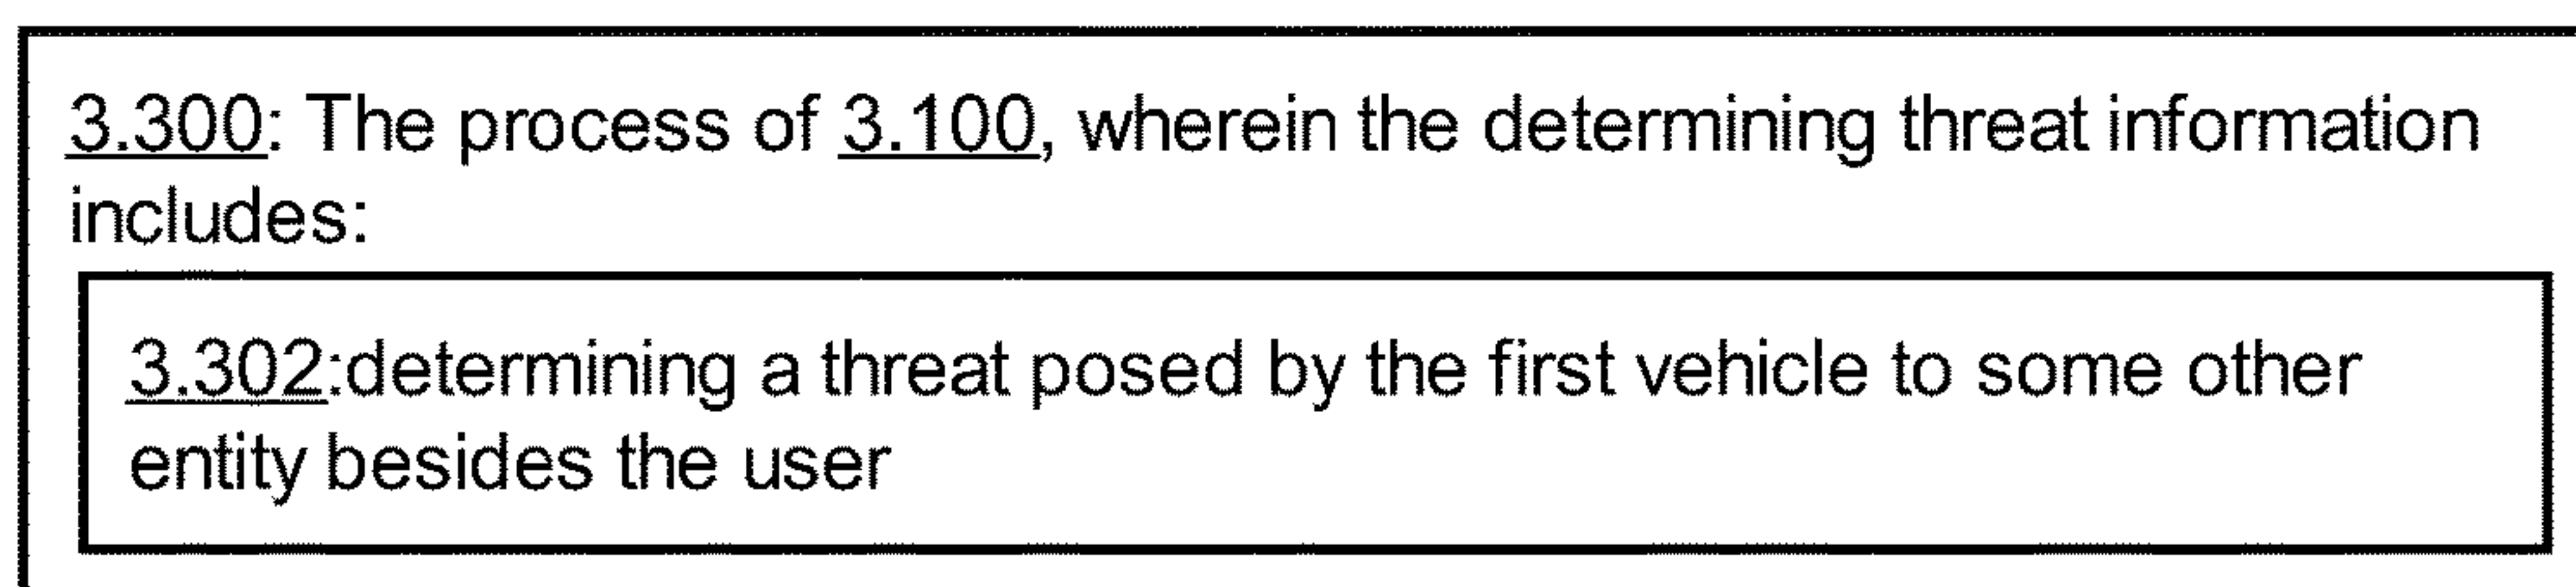 3.300: The process of 3.100, wherein the determining threat information
includes:
3.302:determining a threat posed by the first vehicle to some other
entity besides the user